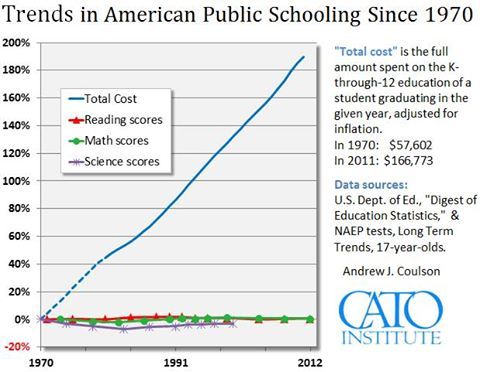 Trends in American Public Schooling Since 1970
200%
180%
160%
140%
120%
100%
80%
60%
40%
20%
0%
-20%
Total Cost
Reading scores
Math scores
Science scores
1970
1991
2012
"Total cost" is the full
amount spent on the K-
through-12 education of a
student graduating in the
given year, adjusted for
inflation.
In 1970: $57,602
In 2011: $166,773
Data sources:
U.S. Dept. of Ed., "Digest of
Education Statistics," &
NAEP tests, Long Term
Trends, 17-year-olds.
Andrew J. Coulson
CATO
INSTITUTE